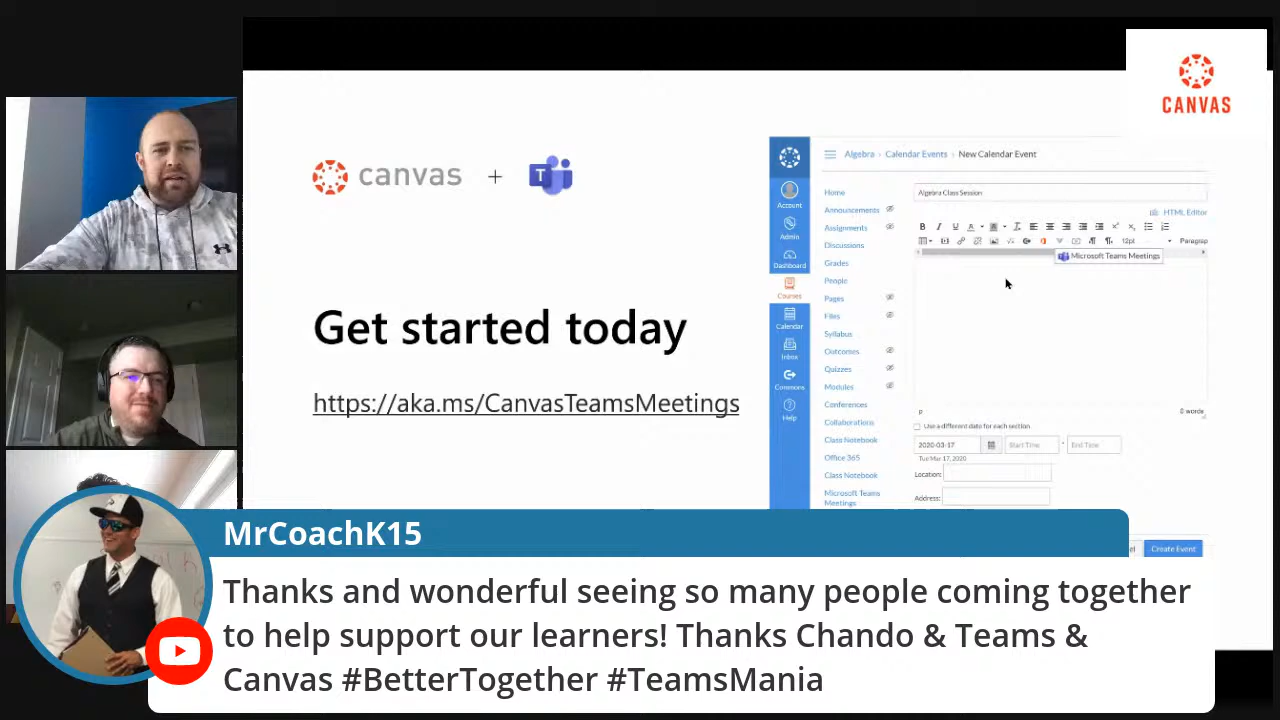 CANVAS
canvas + T
Get started today
https://aka.ms/CanvasTeamsMeetings
Algebra › Calendar Events › New Calendar Event
Algebra Class Session
HTML Editor
12pt
Paragrap
Microsoft Teams Meetings
Account
Admin
Dashboard
Courses
Calendar
Inbox
Commons
Help
Home
Announcements
Assignments
Discussions
Grades
People
Pages
Files
Syllabus
Outcomes
Quizzes
Modules
Conferences
Collaborations
Class Notebook
Office 365
Class Notebook
Microsoft Teams
Meetings
p
0 words
Use a different date for each section
2020-03-17
Start Time
-
End Time
Tue Mar 17, 2020
Location:
Address:
Create Event
MrCoachK15
Thanks and wonderful seeing so many people coming together
to help support our learners! Thanks Chando & Teams &
Canvas #BetterTogether #TeamsMania